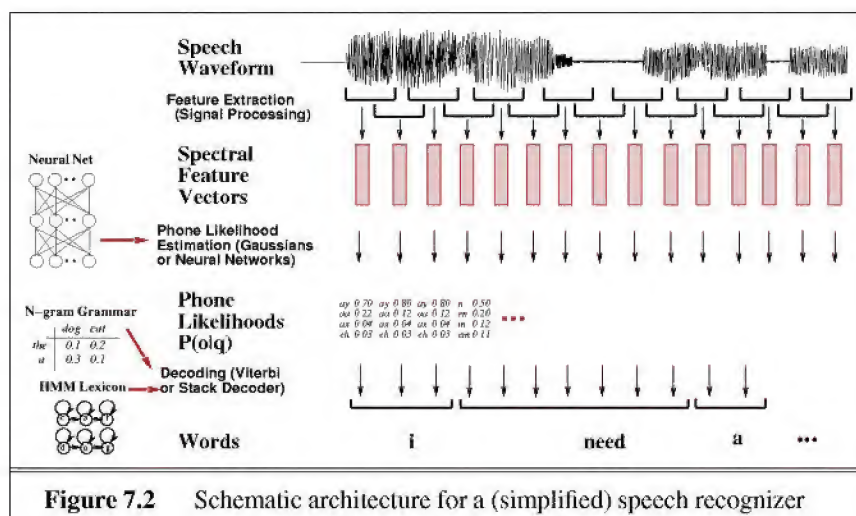 Speech
Waveform
Feature Extraction
(Signal Processing)
Neural Net
Spectral
Feature
Vectors
Phone Likelihood
Estimation (Gaussians
or Neural Networks)
Phone
Likelihoods
P(o|q)
ay 0.70 ay 0.80 ay 0.80 n 0.50
0.22 0.12 0.12 en 0.20
ax 0.04 ax 0.04 ax 0.04 m 0.12
eh 0.03 eh 0.03 eh 0.03 em 0.11
•••
N-gram Grammar
dog cat
the 0.1 0.2
a 0.3 0.1
HMM Lexicon
Decoding (Viterbi
or Stack Decoder)
Words i need a •••
Figure 7.2 Schematic architecture for a (simplified) speech recognizer